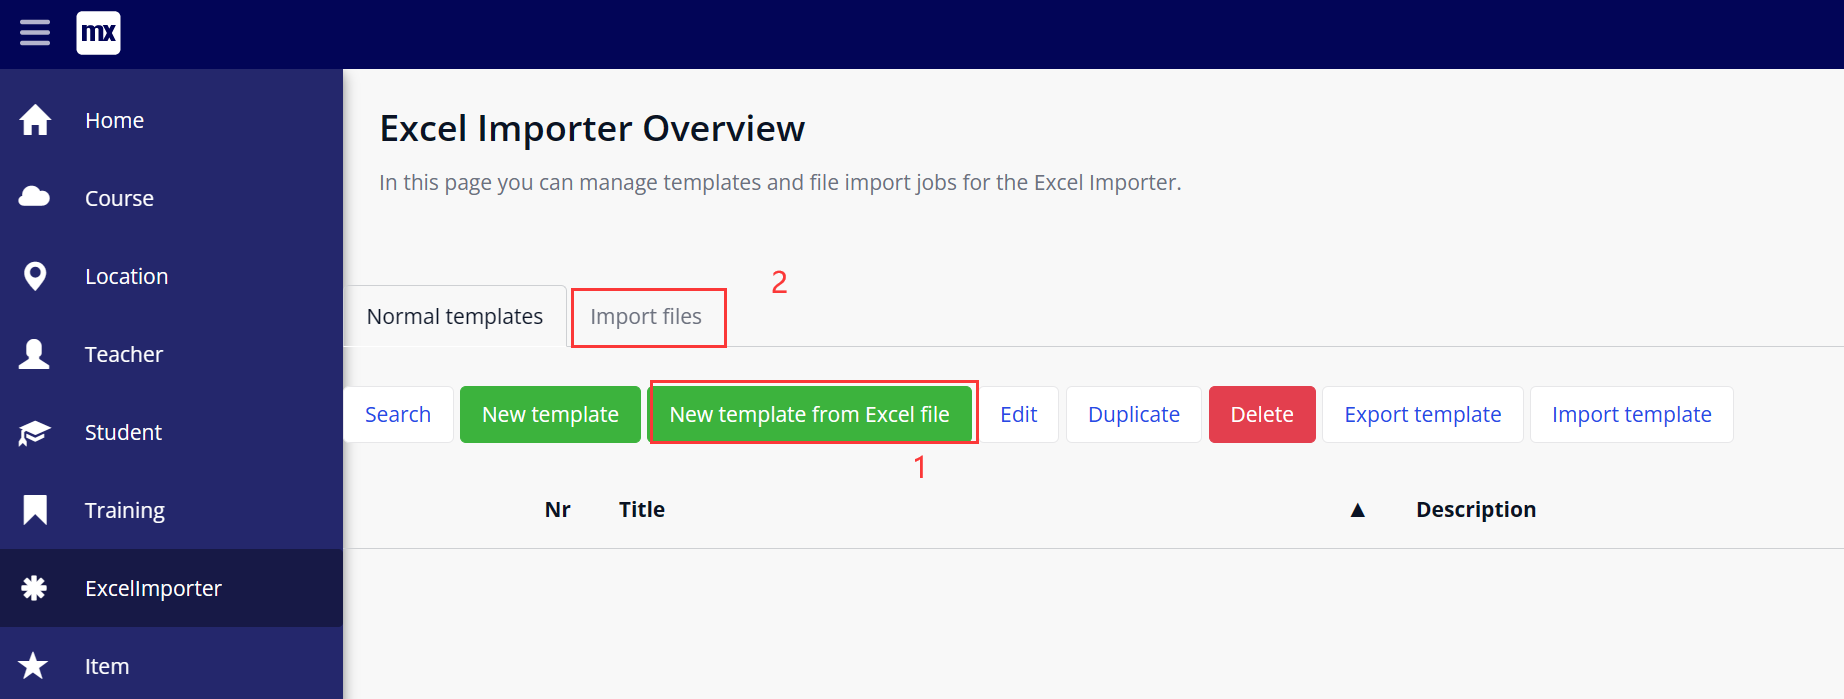 mx
Home
Course
Location
Teacher
Student
Training
ExcelImporter
Item
Excel Importer Overview
In this page you can manage templates and file import jobs for the Excel Importer.
2
Normal templates Import files
Search New template New template from Excel file Edit Duplicate Delete Export template Import template
1
Nr Title ▲ Description